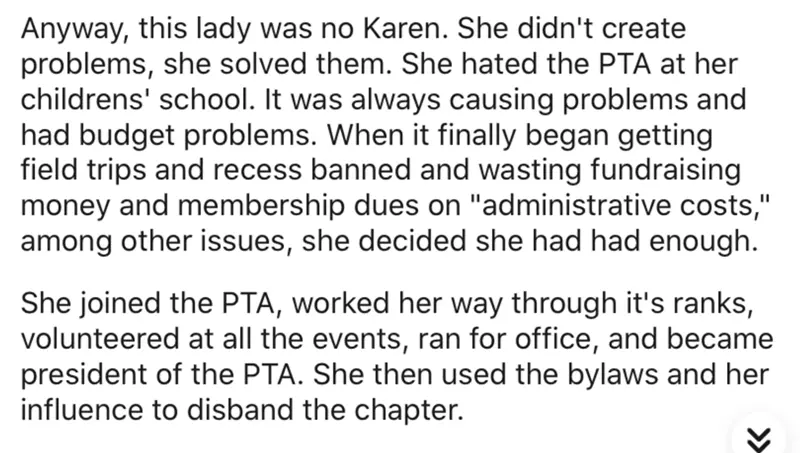 Anyway, this lady was no Karen. She didn't create
problems, she solved them. She hated the PTA at her
childrens' school. It was always causing problems and
had budget problems. When it finally began getting
field trips and recess banned and wasting fundraising
money and membership dues on "administrative costs,"
among other issues, she decided she had had enough.
She joined the PTA, worked her way through it's ranks,
volunteered at all the events, ran for office, and became
president of the PTA. She then used the bylaws and her
influence to disband the chapter.